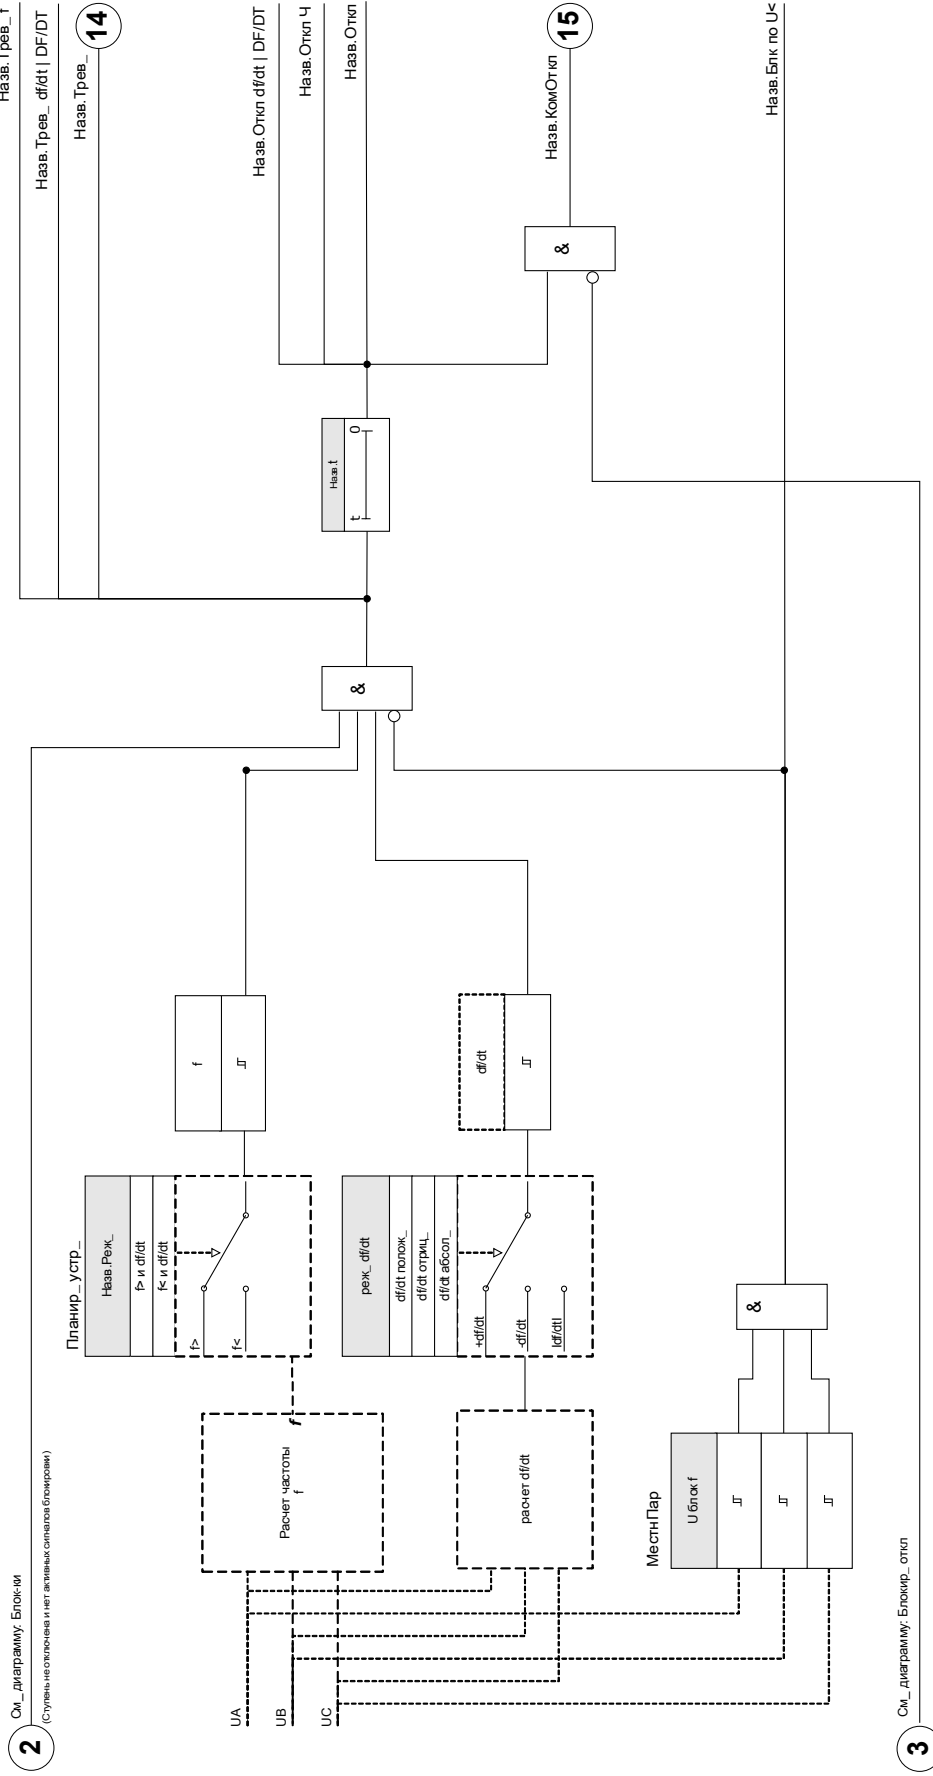 2
См_ диаграмму: Блок-ки
(Ступень не отключена и нет активных сигналов блокировки)
Назв.Трев_ f
Назв.Трев_ df/dt | DF/DT
Назв.Трев_
14
Планир_ устр_
Назв.Реж_
f> и df/dt
f< и df/dt
f>
f<
f
UA
UB
UC
Расчет частоты
f
f
&
Назв.t
t
0
Назв.Откл df/dt | DF/DT
Назв.Откл Ч
Назв.Откл
реж_ df/dt
df/dt полож_
df/dt отриц_
df/dt абсол_
+df/dt
-df/dt
|df/dt|
df/dt
расчет df/dt
&
Назв.КомОткл
15
МестнПар
U блок f
&
Назв.Блк по U<
3
См_ диаграмму: Блокир_ откл